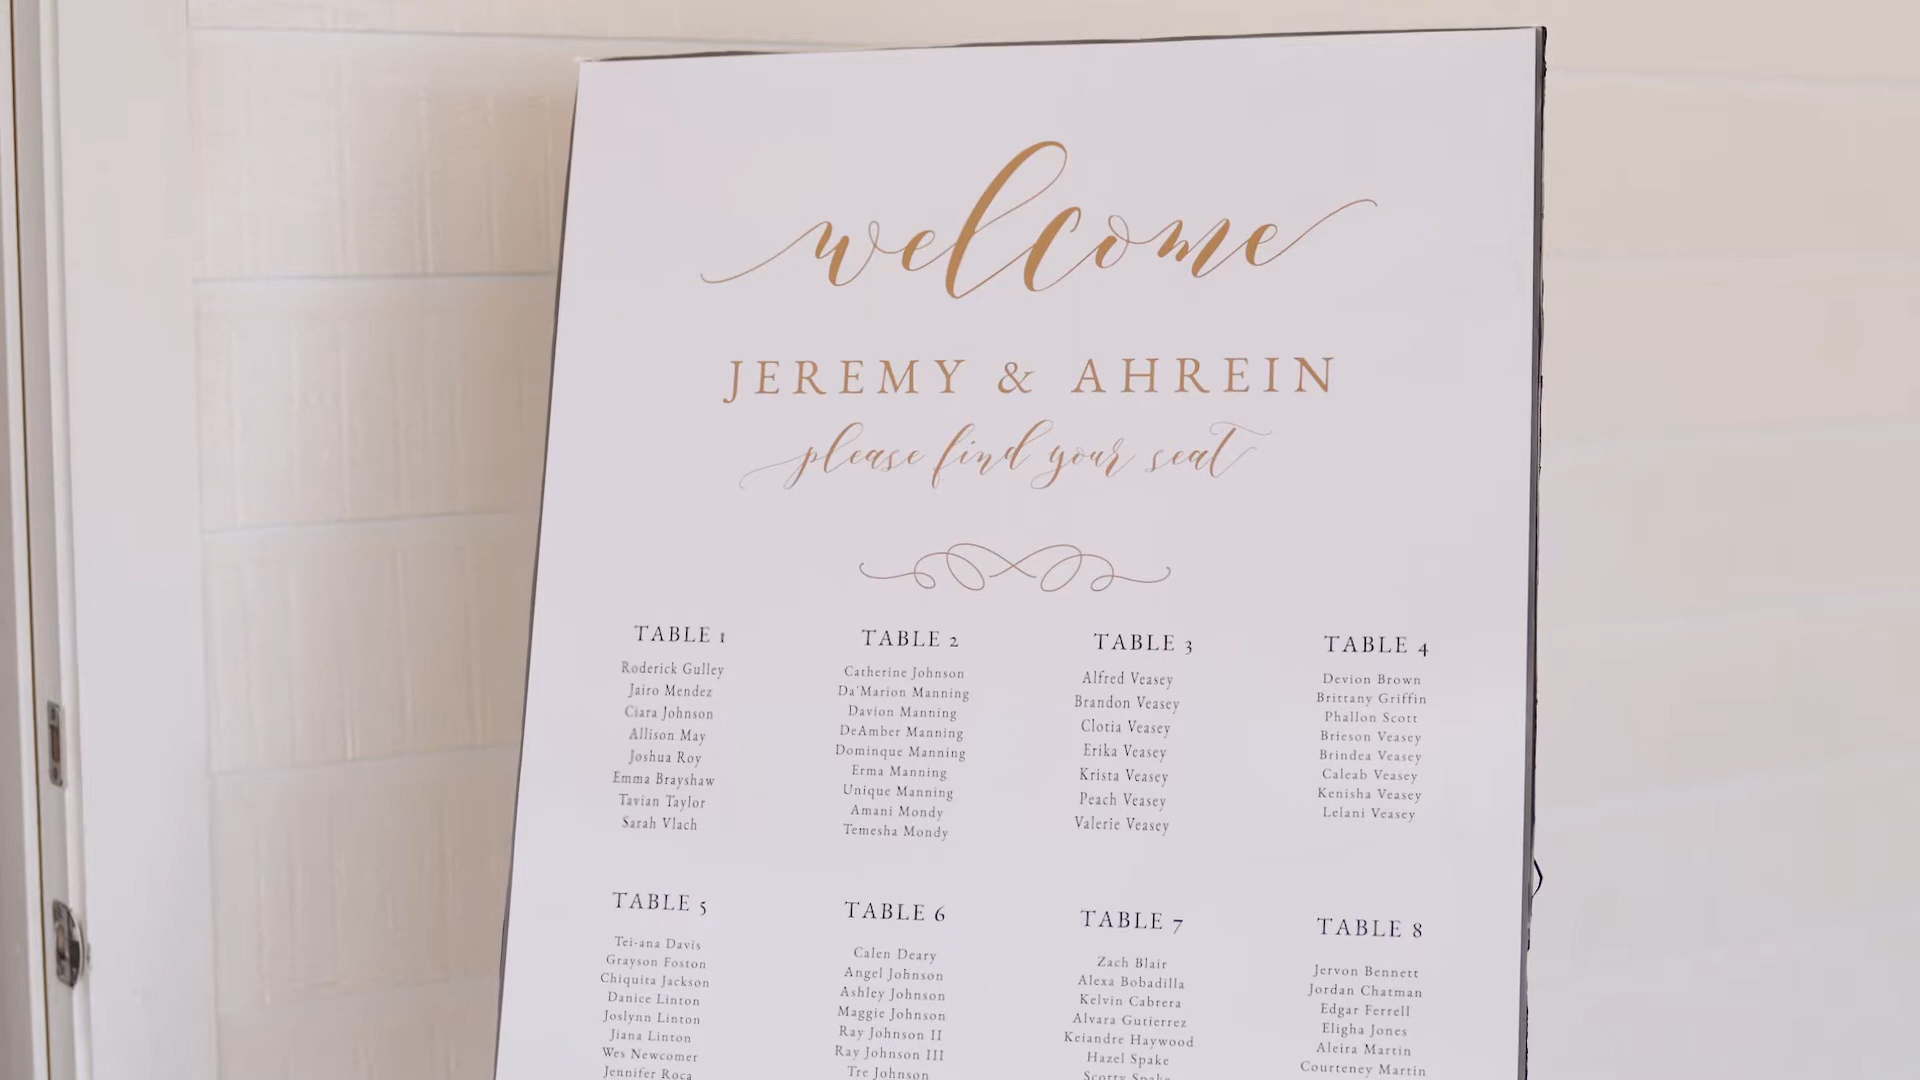 welcome
JEREMY & AHREIN
please find your seat
TABLE 1
Roderick Gulley
Jairo Mendez
Ciara Johnson
Allison May
Joshua Roy
Emma Brayshaw
Tavian Taylor
Sarah Vlach
TABLE 2
Catherine Johnson
Da'Marion Manning
Davion Manning
DeAmber Manning
Dominque Manning
Erma Manning
Unique Manning
Amani Mondy
Temesha Mondy
TABLE 3
Alfred Veasey
Brandon Veasey
Clotia Veasey
Erika Veasey
Krista Veasey
Peach Veasey
Valerie Veasey
TABLE 4
Devion Brown
Brittany Griffin
Phallon Scott
Brieson Veasey
Brindea Veasey
Caleab Veasey
Kenisha Veasey
Lelani Veasey
TABLE 5
Tei-ana Davis
Grayson Foston
Chiquita Jackson
Danice Linton
Joslynn Linton
Jiana Linton
Wes Newcomer
Jennifer Roca
TABLE 6
Calen Deary
Angel Johnson
Ashley Johnson
Maggie Johnson
Ray Johnson II
Ray Johnson III
Tre Johnson
TABLE 7
Zach Blair
Alexa Bobadilla
Kelvin Cabrera
Alvara Gutierrez
Keiandre Haywood
Hazel Spake
Scotty Spake
TABLE 8
Jervon Bennett
Jordan Chatman
Edgar Ferrell
Eligha Jones
Aleira Martin
Courteney Martin